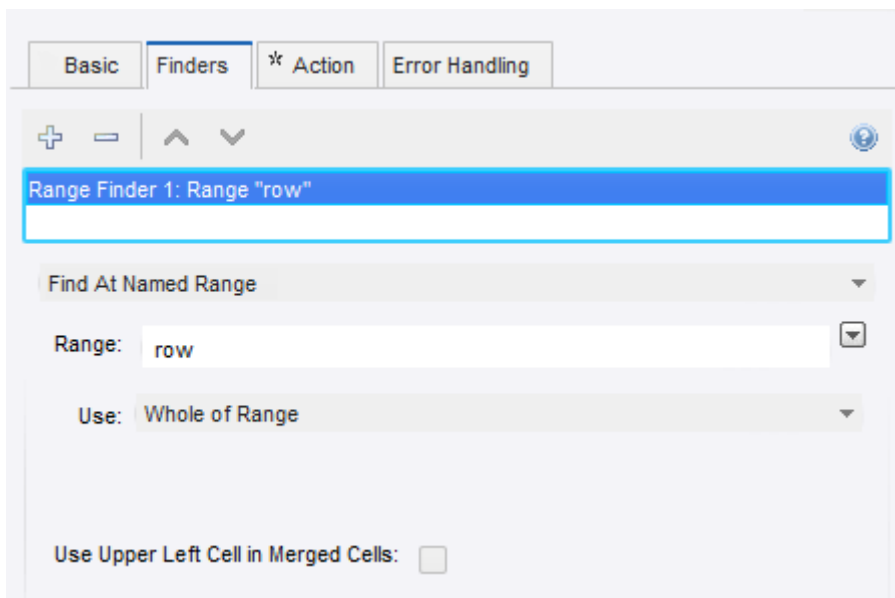 Basic Finders * Action Error Handling
Range Finder 1: Range "row"
Find At Named Range
Range: row
Use: Whole of Range
Use Upper Left Cell in Merged Cells: